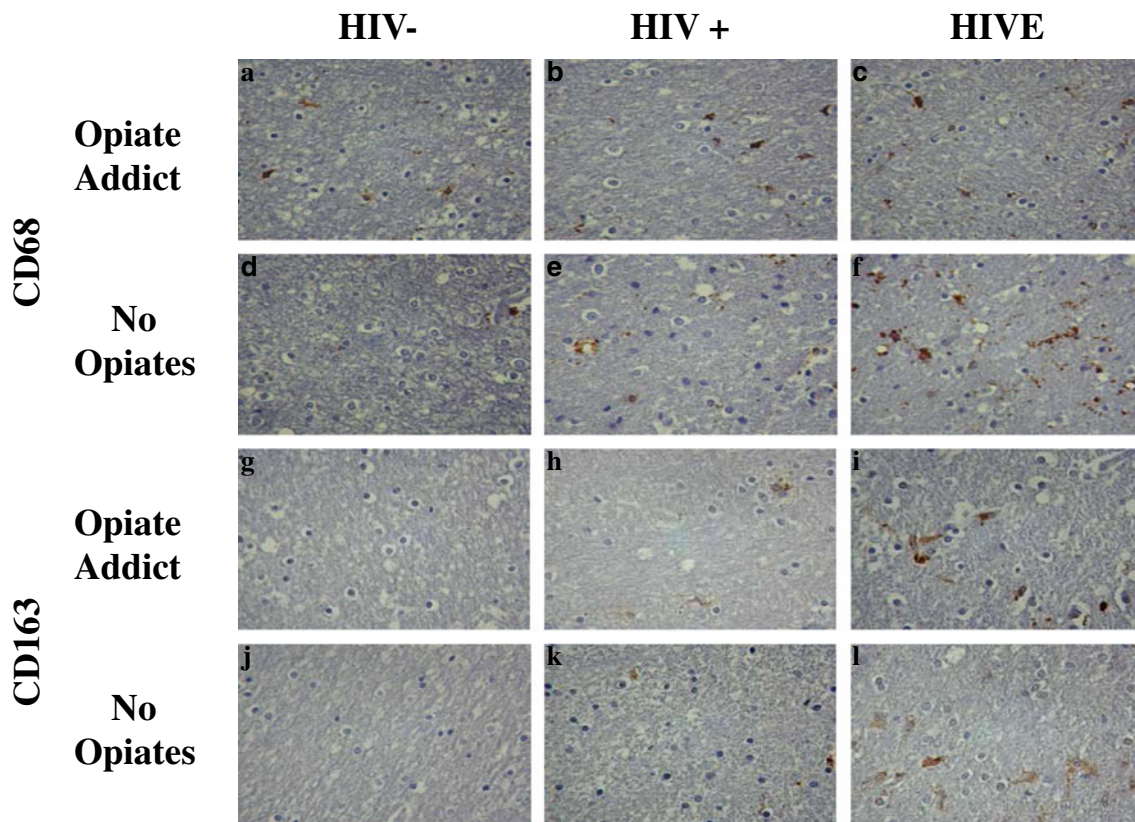 HIV-
HIV +
HIVE
CD68
Opiate
Addict
a
b
c
No
Opiates
d
e
f
CD163
Opiate
Addict
g
h
i
No
Opiates
j
k
l